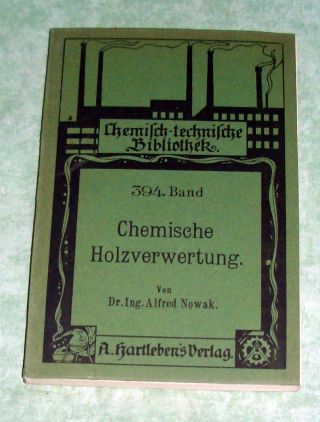 Chemisch-technische
Bibliothek.
394. Band
Chemische
Holzverwertung.
Von
Dr. Ing. Alfred Nowak.
A. Hartleben's Verlag.